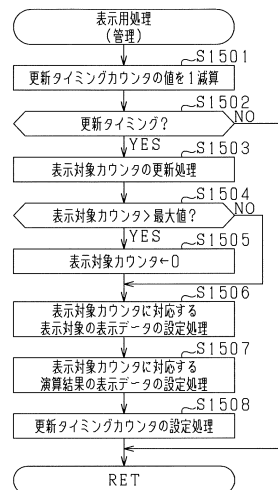 表示用処理
(管理)
S1501
更新タイミングカウンタの値を1減算
S1502
更新タイミング?
NO
YES
S1503
表示対象カウンタの更新処理
S1504
表示対象カウンタ>最大値?
NO
YES
S1505
表示対象カウンタ←0
S1506
表示対象カウンタに対応する
表示対象の表示データの設定処理
S1507
表示対象カウンタに対応する
演算結果の表示データの設定処理
S1508
更新タイミングカウンタの設定処理
RET